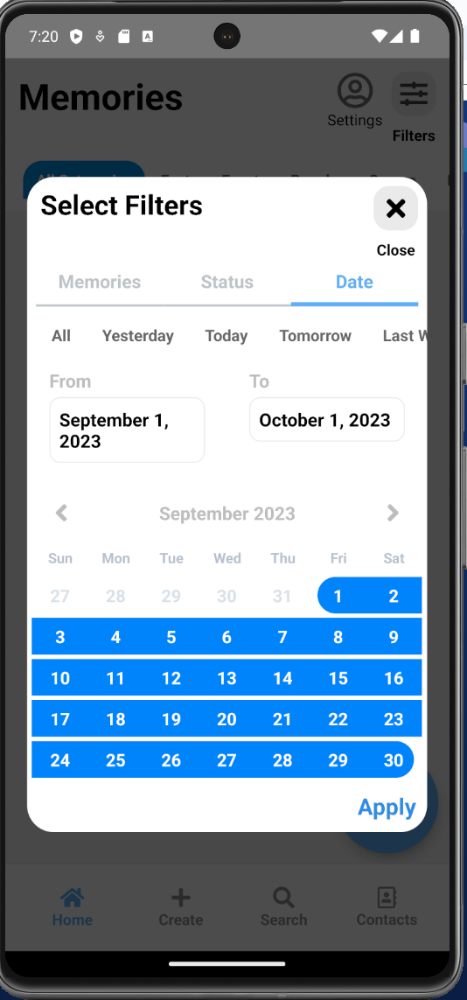 7:20
Memories
Settings
Filters
Select Filters
Close
Memories Status Date
All Yesterday Today Tomorrow Last W
From To
September 1, October 1, 2023
2023
September 2023
Sun Mon Tue Wed Thu Fri Sat
27 28 29 30 31 1 2
3 4 5 6 7 8 9
10 11 12 13 14 15 16
17 18 19 20 21 22 23
24 25 26 27 28 29 30
Apply
Home Create Search Contacts